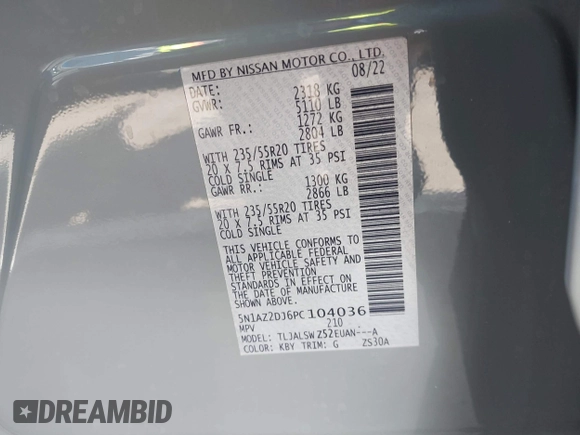 MFD BY NISSAN MOTOR CO., LTD.
DATE: 08/22
GVWR: 2318 KG
5110 LB
GAWR FR.: 1272 KG
2804 LB
WITH 235/55R20 TIRES
20 X 7.5 RIMS AT 35 PSI
COLD SINGLE
GAWR RR.: 1300 KG
2866 LB
WITH 235/55R20 TIRES
20 X 7.5 RIMS AT 35 PSI
COLD SINGLE
THIS VEHICLE CONFORMS TO
ALL APPLICABLE FEDERAL
MOTOR VEHICLE SAFETY AND
THEFT PREVENTION
STANDARDS IN EFFECT ON
THE DATE OF MANUFACTURE
SHOWN ABOVE.
5N1AZ2DJ6PC104036
MPV 210
MODEL: TLJALSWZ52EUAN---A
COLOR: KBY TRIM: G ZS30A
DREAMBID